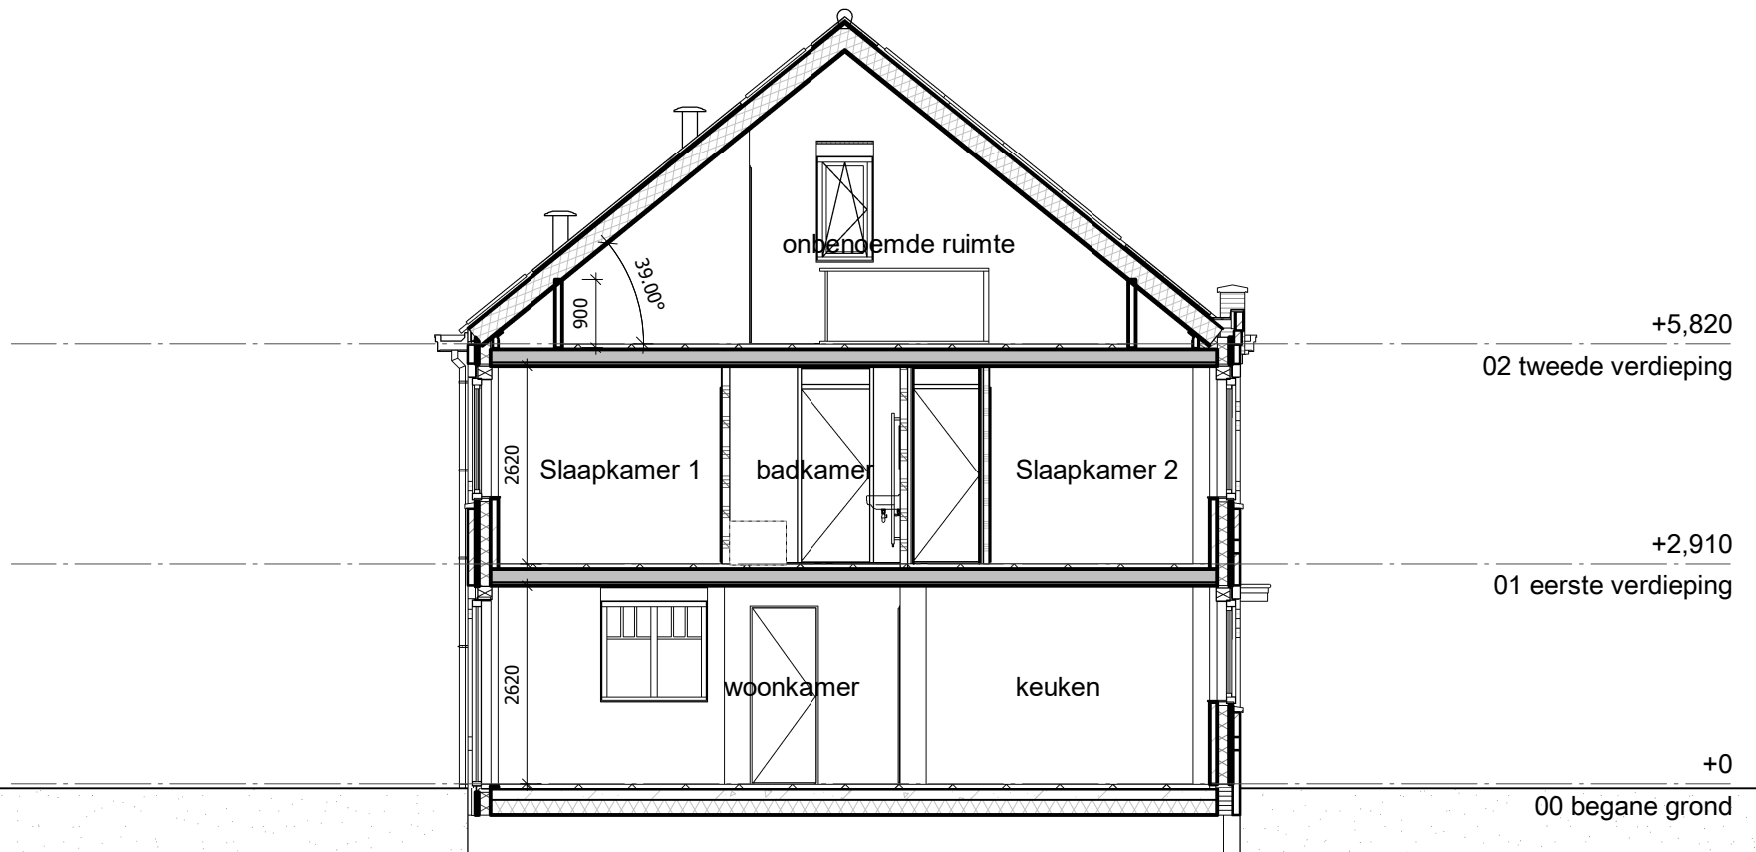 onbenoemde ruimte
39.00°
900
+5,820
02 tweede verdieping
2620
Slaapkamer 1
badkamer
Slaapkamer 2
+2,910
01 eerste verdieping
2620
woonkamer
keuken
+0
00 begane grond